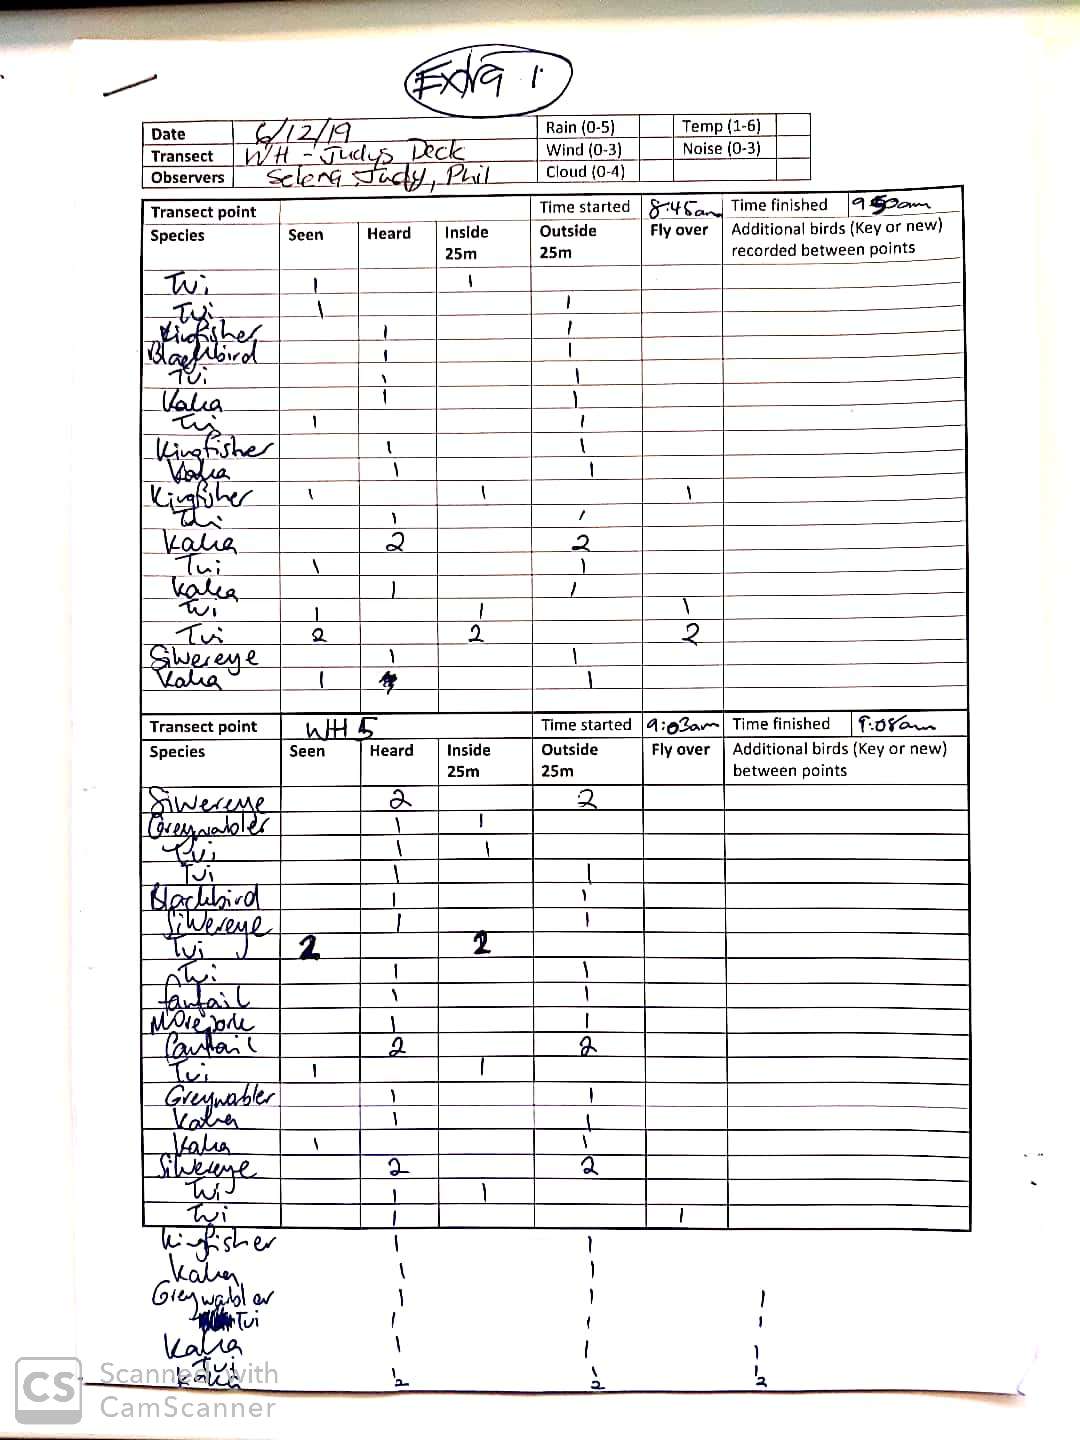 Extra 1
Date 6/12/19 Rain (0-5) Temp (1-6)
Transect WH - Judys Deck Wind (0-3) Noise (0-3)
Observers Selena, Judy, Phil Cloud (0-4)
Transect point Time started 8:45am Time finished
Species Seen Heard Inside 25m Outside 25m Fly over Additional birds (Key or new) recorded between points
Tui 1 1
Tui 1 1
Kingfisher 1 1
Blackbird 1 1
Tui 1 1
Kaka 1 1
Tui 1 1
Kingfisher 1 1
Kaka 1 1
Kingfisher 1 1 1
Tui 1 1
Kaka 2 2
Tui 1 1
Kaka 1 1
Tui 1 1 1
Tui 2 2 2
Silvereye 1 1
Kaka 1 1
Transect point WH 5 Time started 9:03am Time finished 9:08am
Species Seen Heard Inside 25m Outside 25m Fly over Additional birds (Key or new) between points
Silvereye 2 2
Greywabler 1 1
Tui 1 1
Tui 1 1
Blackbird 1 1
Silvereye 1 1
Tui 2 2
Tui 1 1
fantail 1 1
Morepork 1 1
fantail 2 2
Tui 1 1
Greywabler 1 1
Kaka 1 1
Kaka 1 1
Silvereye 2 2
Tui 1 1
Tui 1 1
Kingfisher 1 1
Kaka 1 1
Greywarbler 1 1 1
Tui 1 1 1
Kaka 1 1 1
Tui 1 1 1
Kaka 2 2 2
CS Scanned with
CamScanner